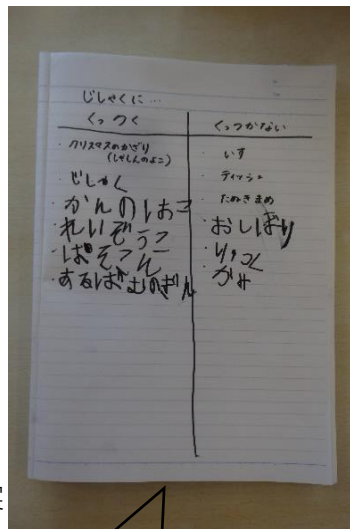 じしゃくに…
くっつく
くっつかない
・クリスマスのかざり
(しゃしんのよこ)
・じしゃく
・かんのはこ
・れいぞうこ
・ぱそこん
・あるばむのぎん
・いす
・ティッシュ
・たぬきまめ
・おしぼり
・りっく
・がみ